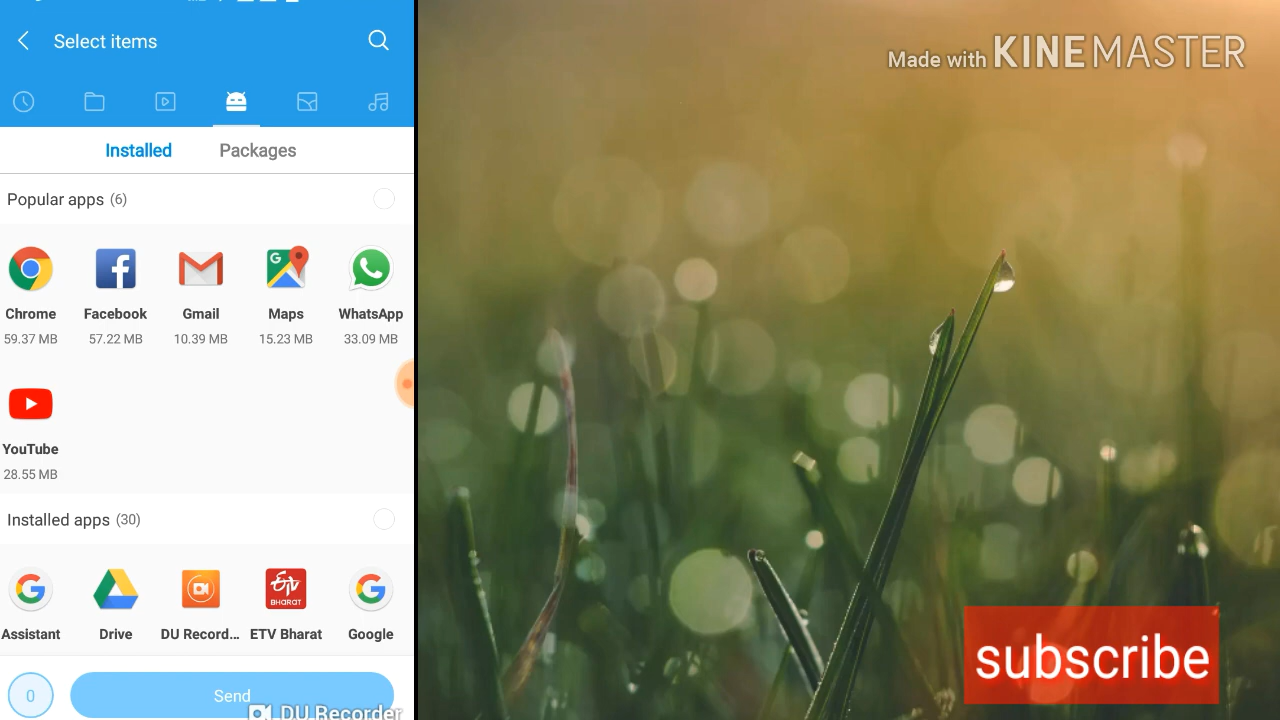 Select items
Installed Packages
Popular apps (6)
Chrome Facebook Gmail Maps WhatsApp
59.37 MB 57.22 MB 10.39 MB 15.23 MB 33.09 MB
YouTube
28.55 MB
Installed apps (30)
ETV
BHARAT
Assistant Drive DU Record... ETV Bharat Google
0 Send
DU Recorder
Made with KINEMASTER
subscribe